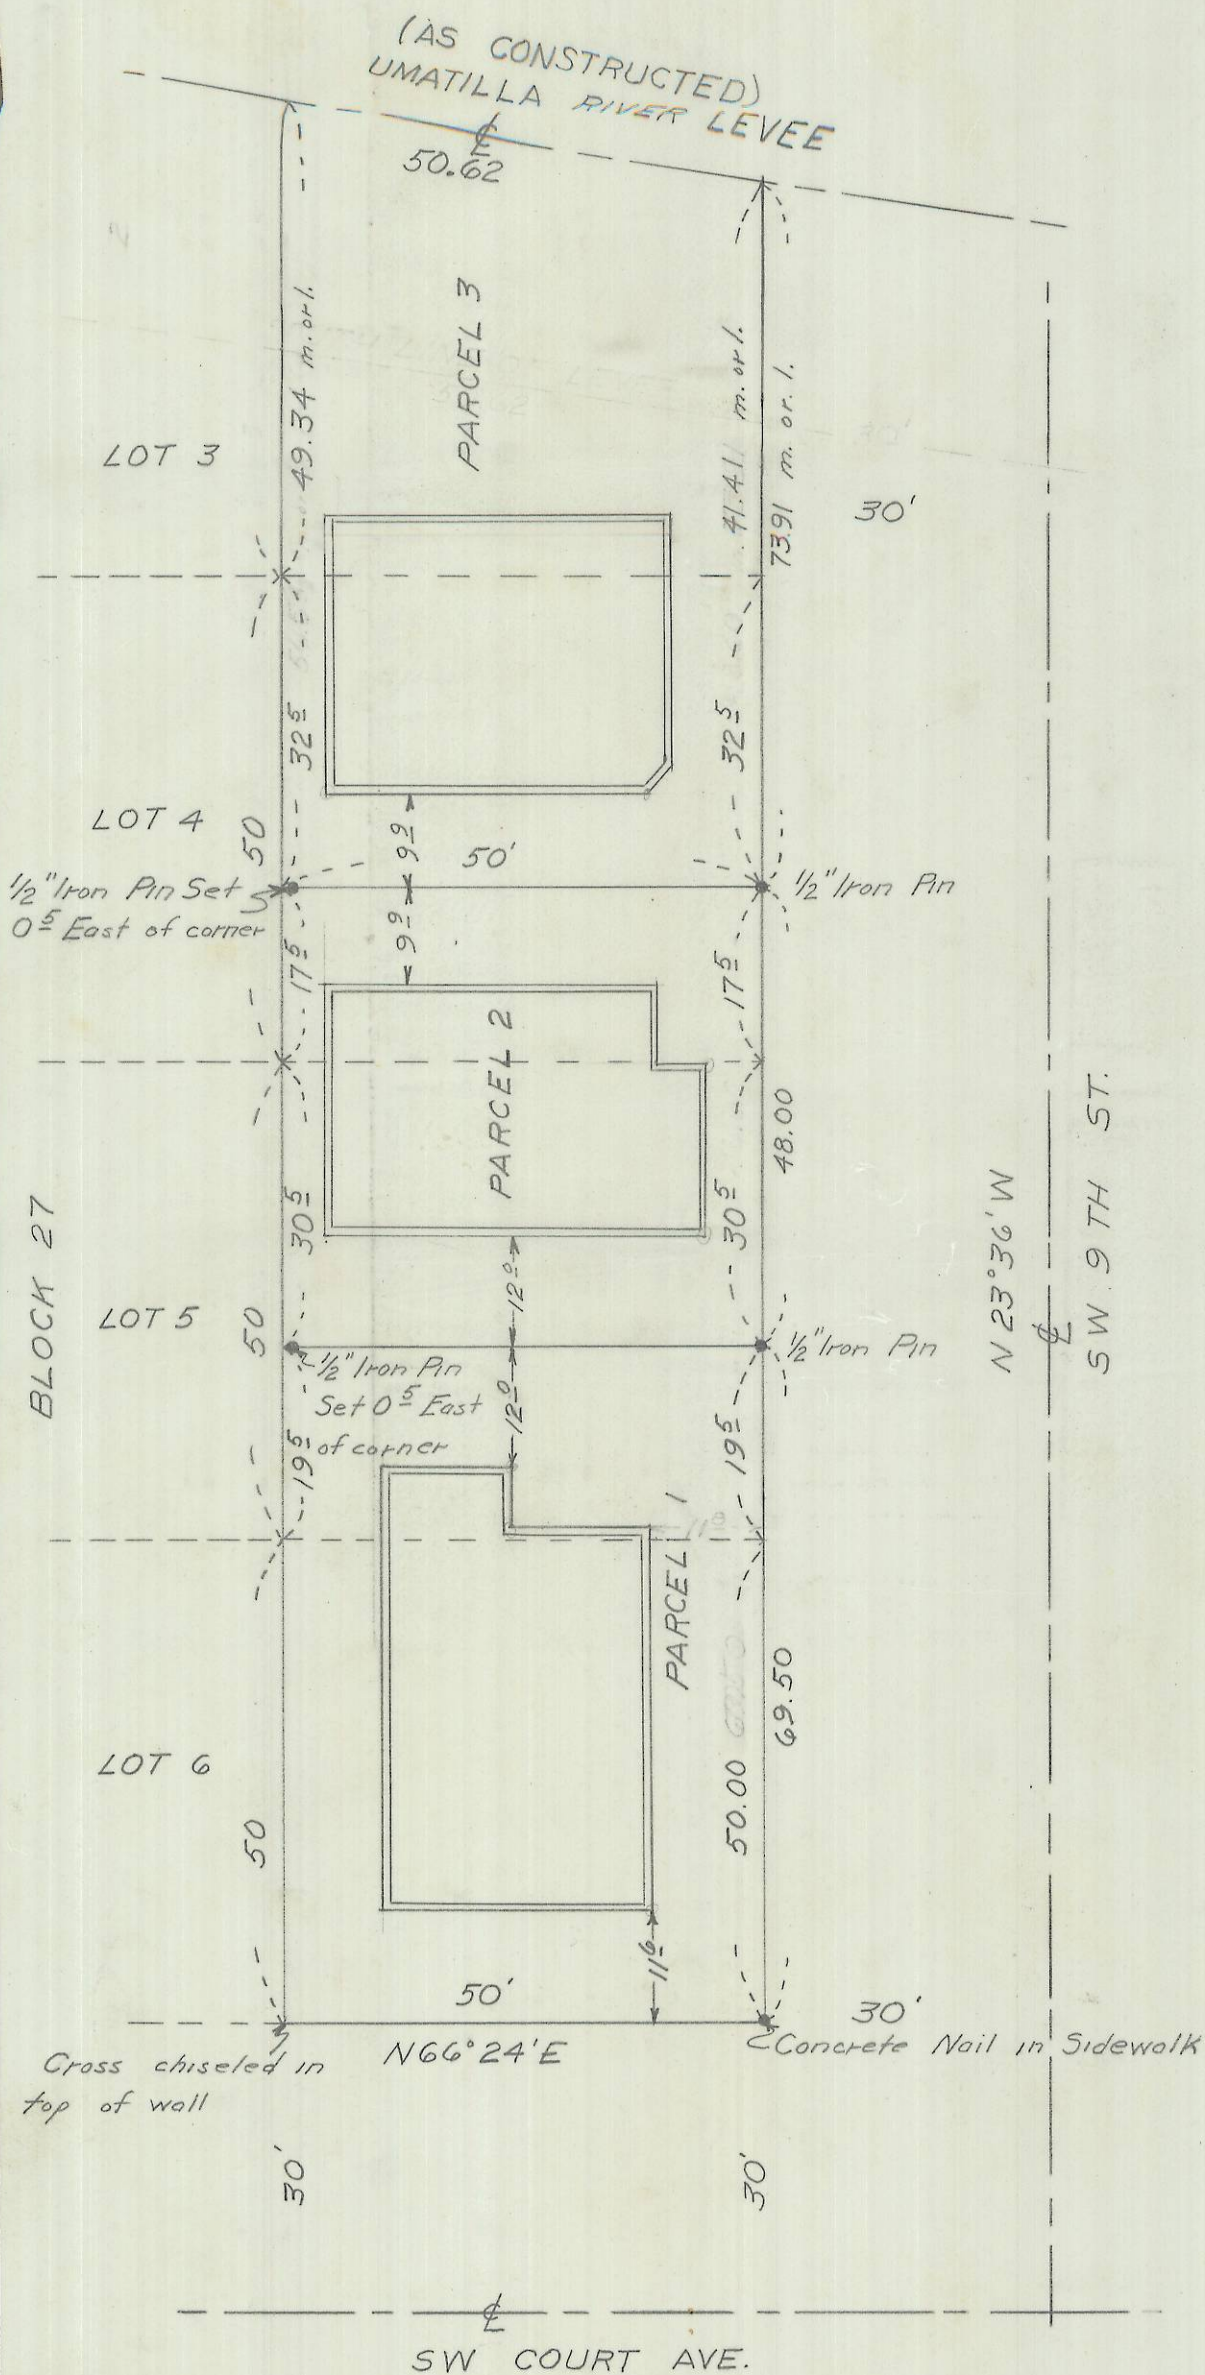 (AS CONSTRUCTED)
UMATILLA RIVER LEVEE
℄
50.62
PARCEL 3
49.34 m.orl.
41.41 m.orl.
73.91 m. or. l.
LOT 3
30'
32 5
32 5
LOT 4
50
9 9
50'
1/2" Iron Pin Set
0 5 East of corner
1/2" Iron Pin
9 9
17 5
17 5
PARCEL 2
48.00
30 5
30 5
BLOCK 27
N 23°36' W
℄
SW. 9TH ST.
LOT 5
50
12 0
1/2" Iron Pin
Set 0 5 East
of corner
1/2" Iron Pin
12 0
19 5
19 5
PARCEL 1
50.00
69.50
LOT 6
50
11 6
50'
30'
N66°24'E
Concrete Nail in Sidewalk
Cross chiseled in
top of wall
30'
30'
℄
SW COURT AVE.